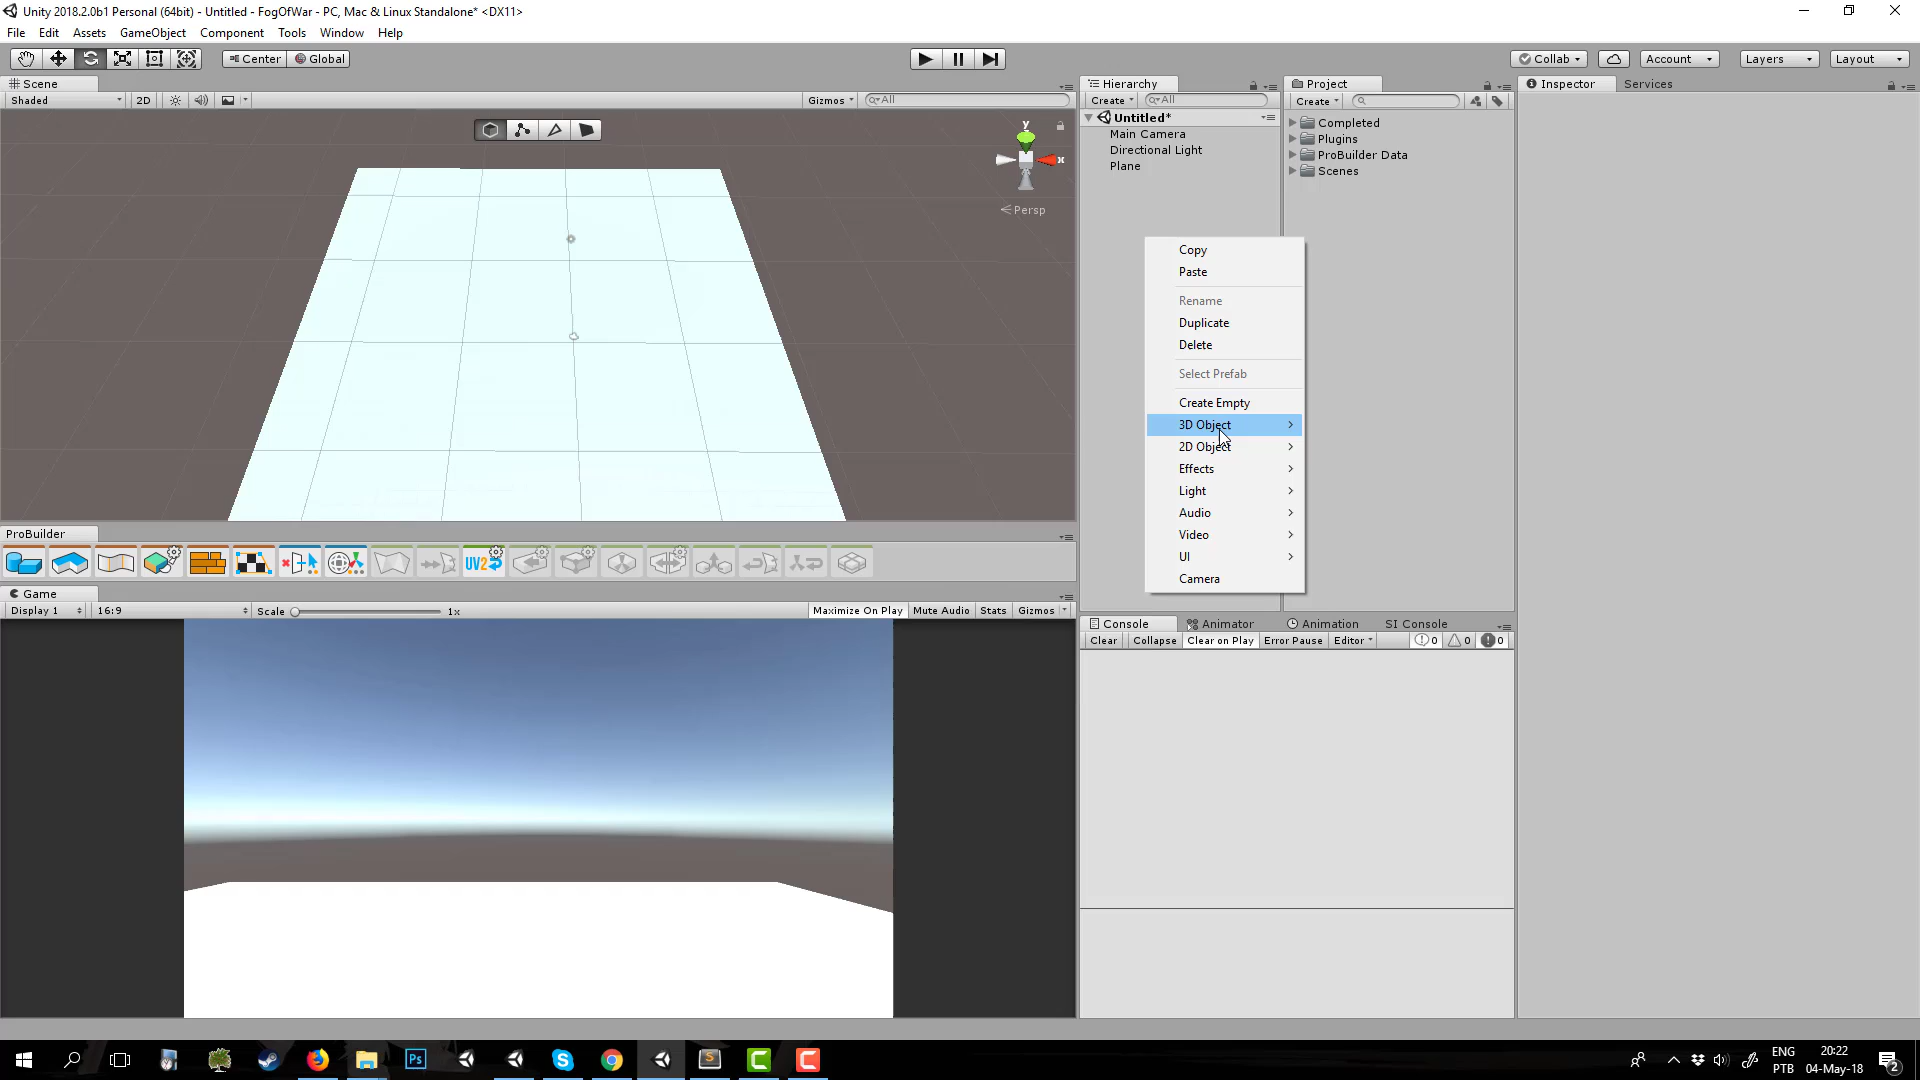 Unity 2018.2.0b1 Personal (64bit) - Untitled - FogOfWar - PC, Mac & Linux Standalone* <DX11>
File Edit Assets GameObject Component Tools Window Help
Center Global Collab Account Layers Layout
Scene Hierarchy Project Inspector Services
Shaded 2D Gizmos All Create All Create
Untitled*
Main Camera
Directional Light
Plane
Completed
Plugins
ProBuilder Data
Scenes
y
x
Persp
Copy
Paste
Rename
Duplicate
Delete
Select Prefab
Create Empty
3D Object
2D Object
Effects
Light
Audio
Video
UI
Camera
ProBuilder
UV2
Game
Display 1 16:9 Scale 1x Maximize On Play Mute Audio Stats Gizmos
Console Animator Animation SI Console
Clear Collapse Clear on Play Error Pause Editor 0 0 0
Ps S C C
ENG
PTB
20:22
04-May-18
2